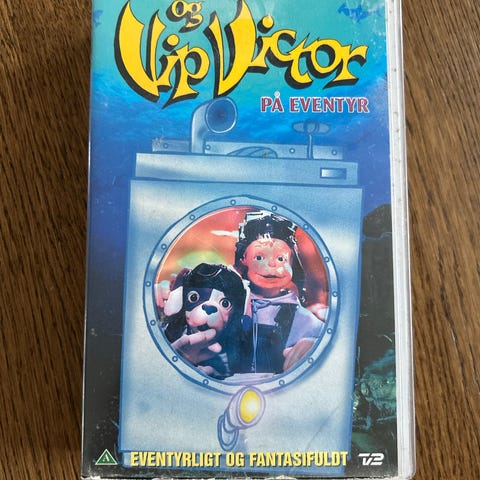 og
Vip Victor
PÅ EVENTYR
A
EVENTYRLIGT OG FANTASIFULDT TV2